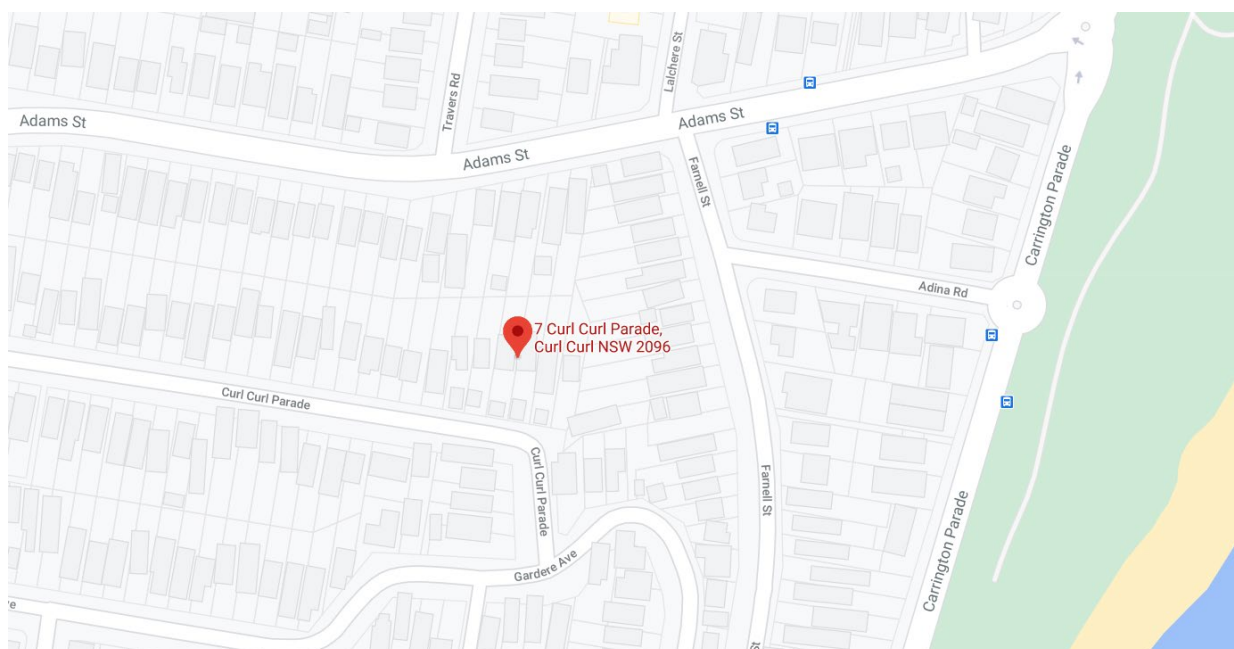 Lalchere St
Travers Rd
Adams St
Adams St
Adams St
Farnell St
Carrington Parade
Adina Rd
7 Curl Curl Parade,
Curl Curl NSW 2096
Curl Curl Parade
Curl Curl Parade
Farnell St
Carrington Parade
Gardere Ave